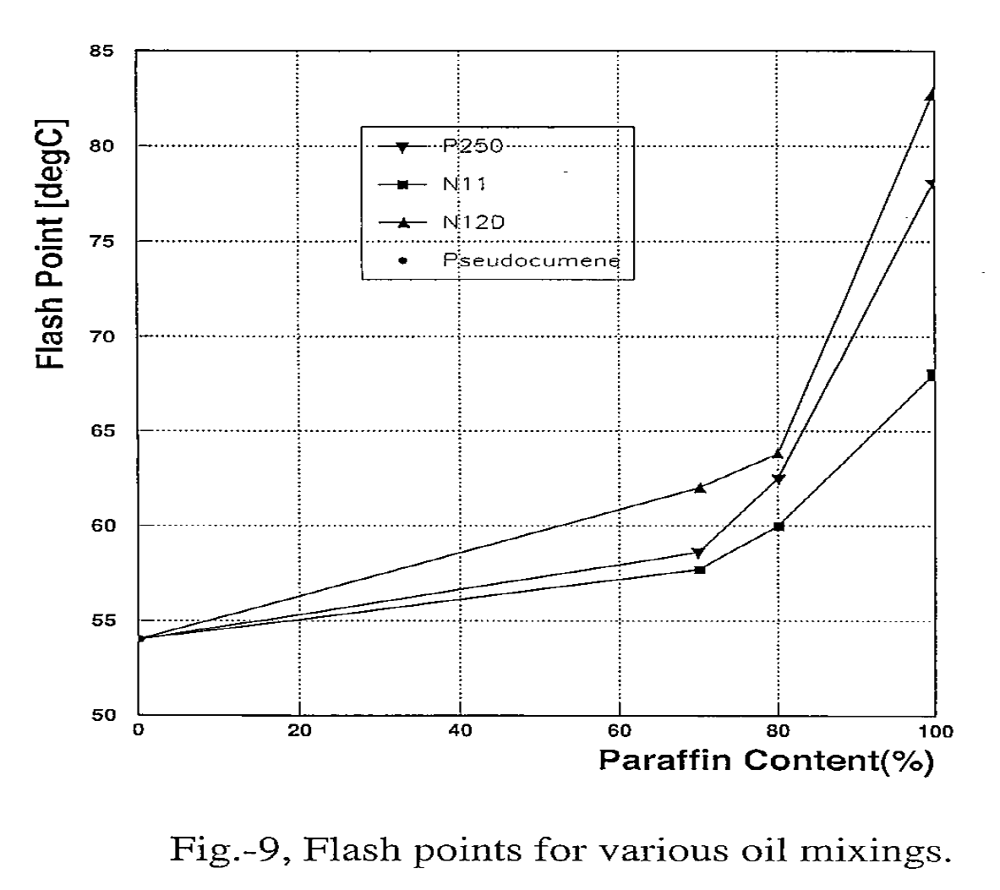 85
80
75
70
65
60
55
50
Flash Point [degC]
P250
N11
N12D
Pseudocumene
0 20 40 60 80 100
Paraffin Content(%)
Fig.-9, Flash points for various oil mixings.